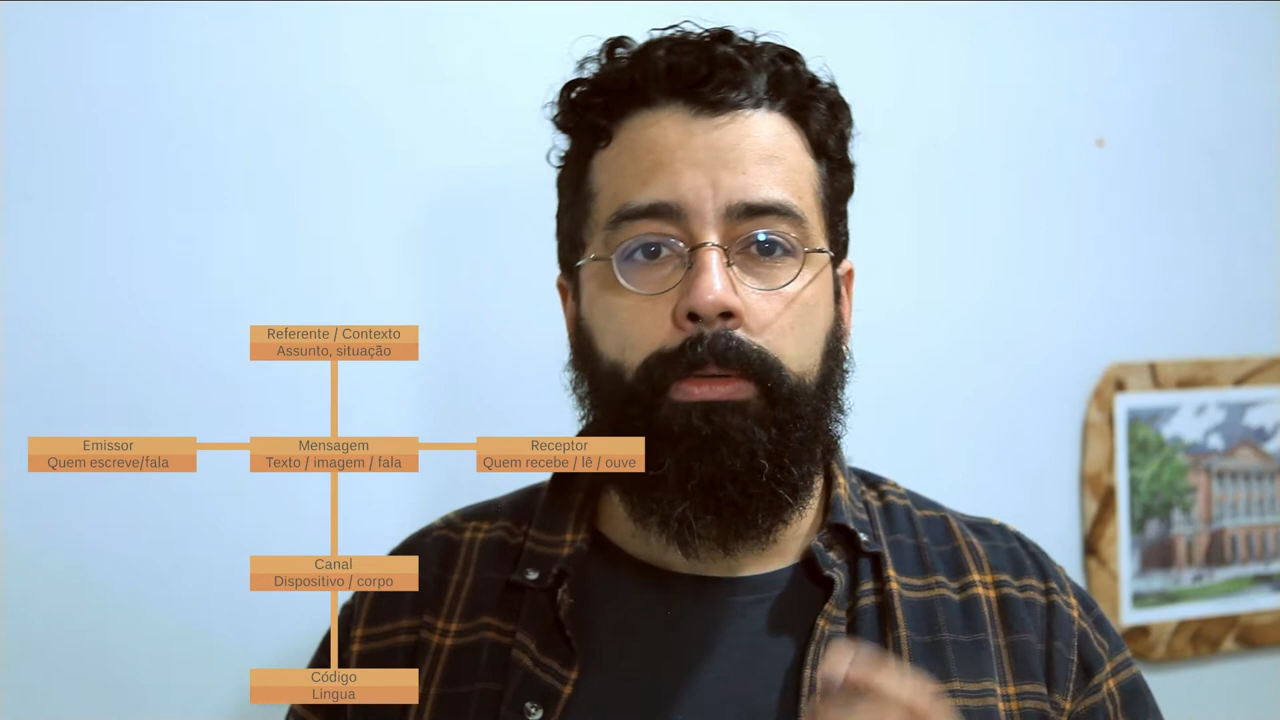 Referente / Contexto
Assunto, situação
Emissor
Quem escreve/fala
Mensagem
Texto / imagem / fala
Receptor
Quem recebe / lê / ouve
Canal
Dispositivo / corpo
Código
Lingua